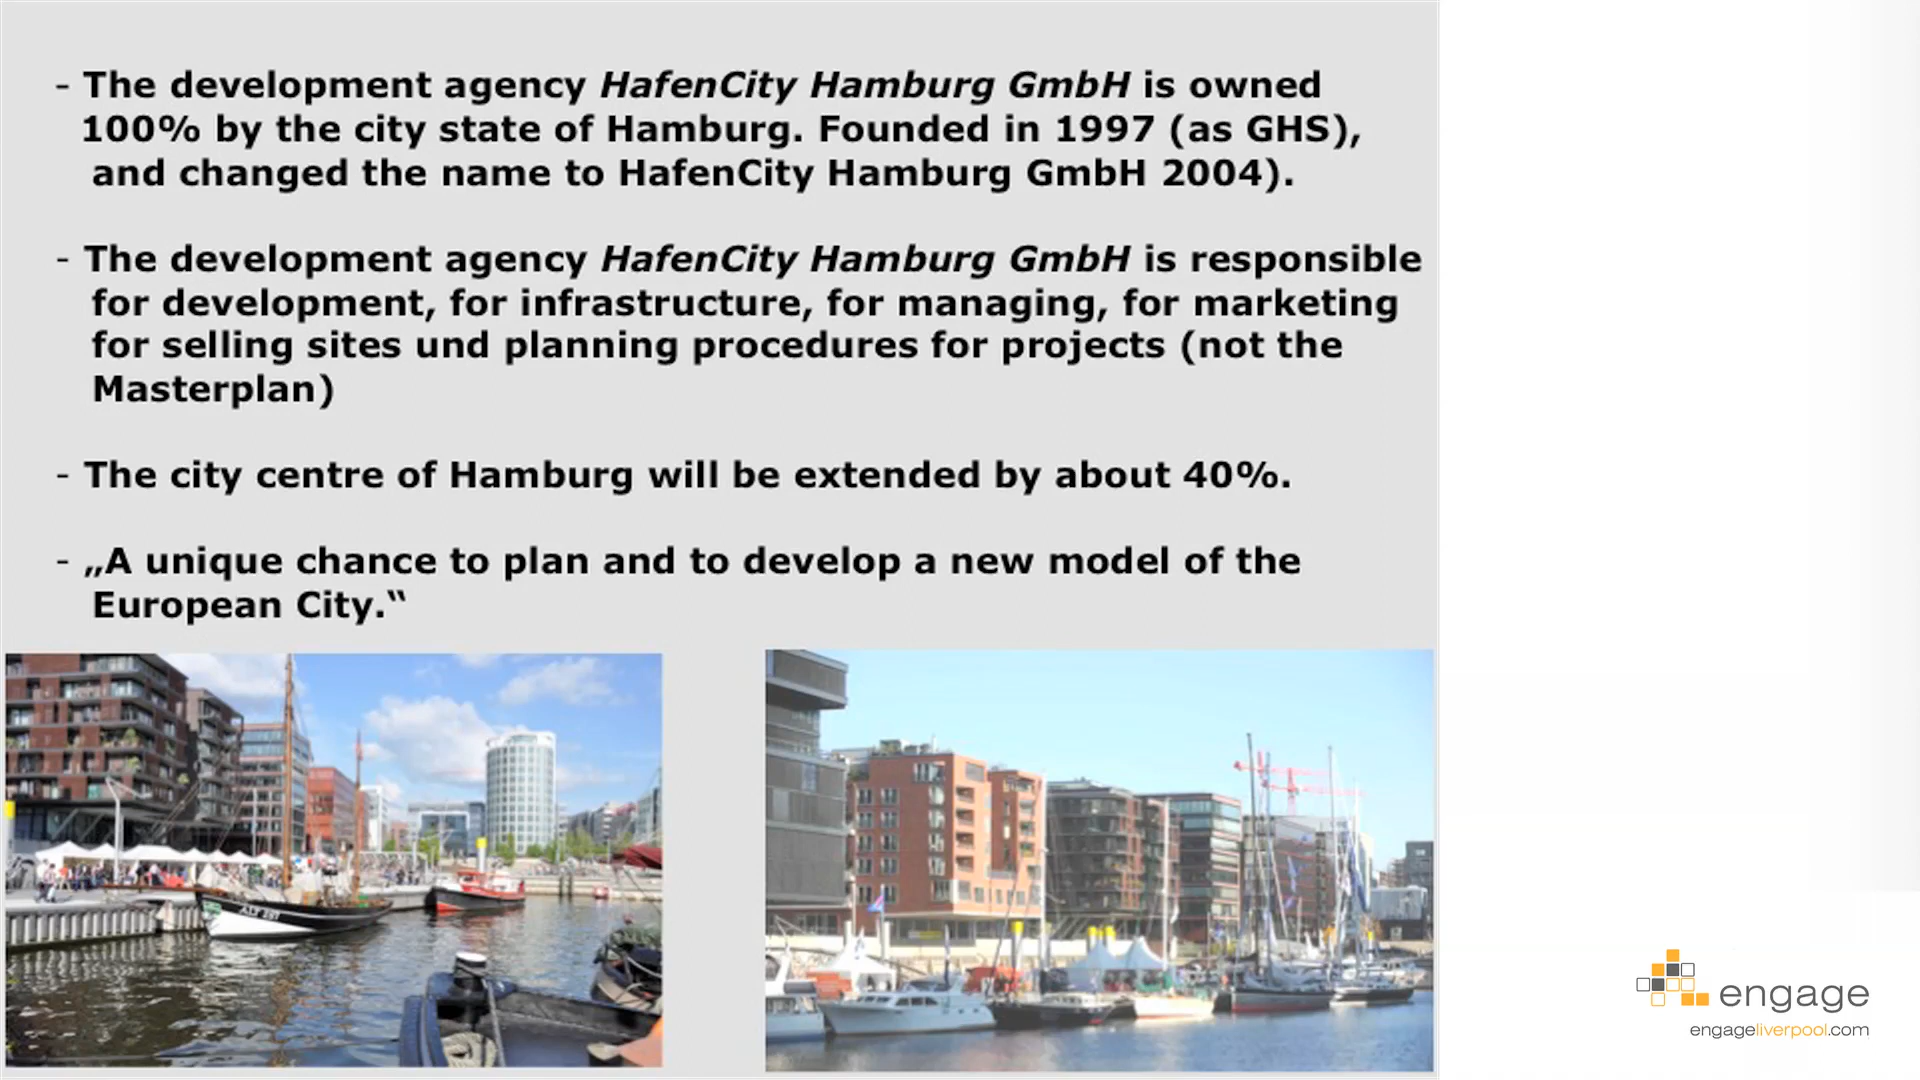 - The development agency HafenCity Hamburg GmbH is owned
100% by the city state of Hamburg. Founded in 1997 (as GHS),
and changed the name to HafenCity Hamburg GmbH 2004).
- The development agency HafenCity Hamburg GmbH is responsible
for development, for infrastructure, for managing, for marketing
for selling sites und planning procedures for projects (not the
Masterplan)
- The city centre of Hamburg will be extended by about 40%.
- „A unique chance to plan and to develop a new model of the
European City.“
engage
engageliverpool.com